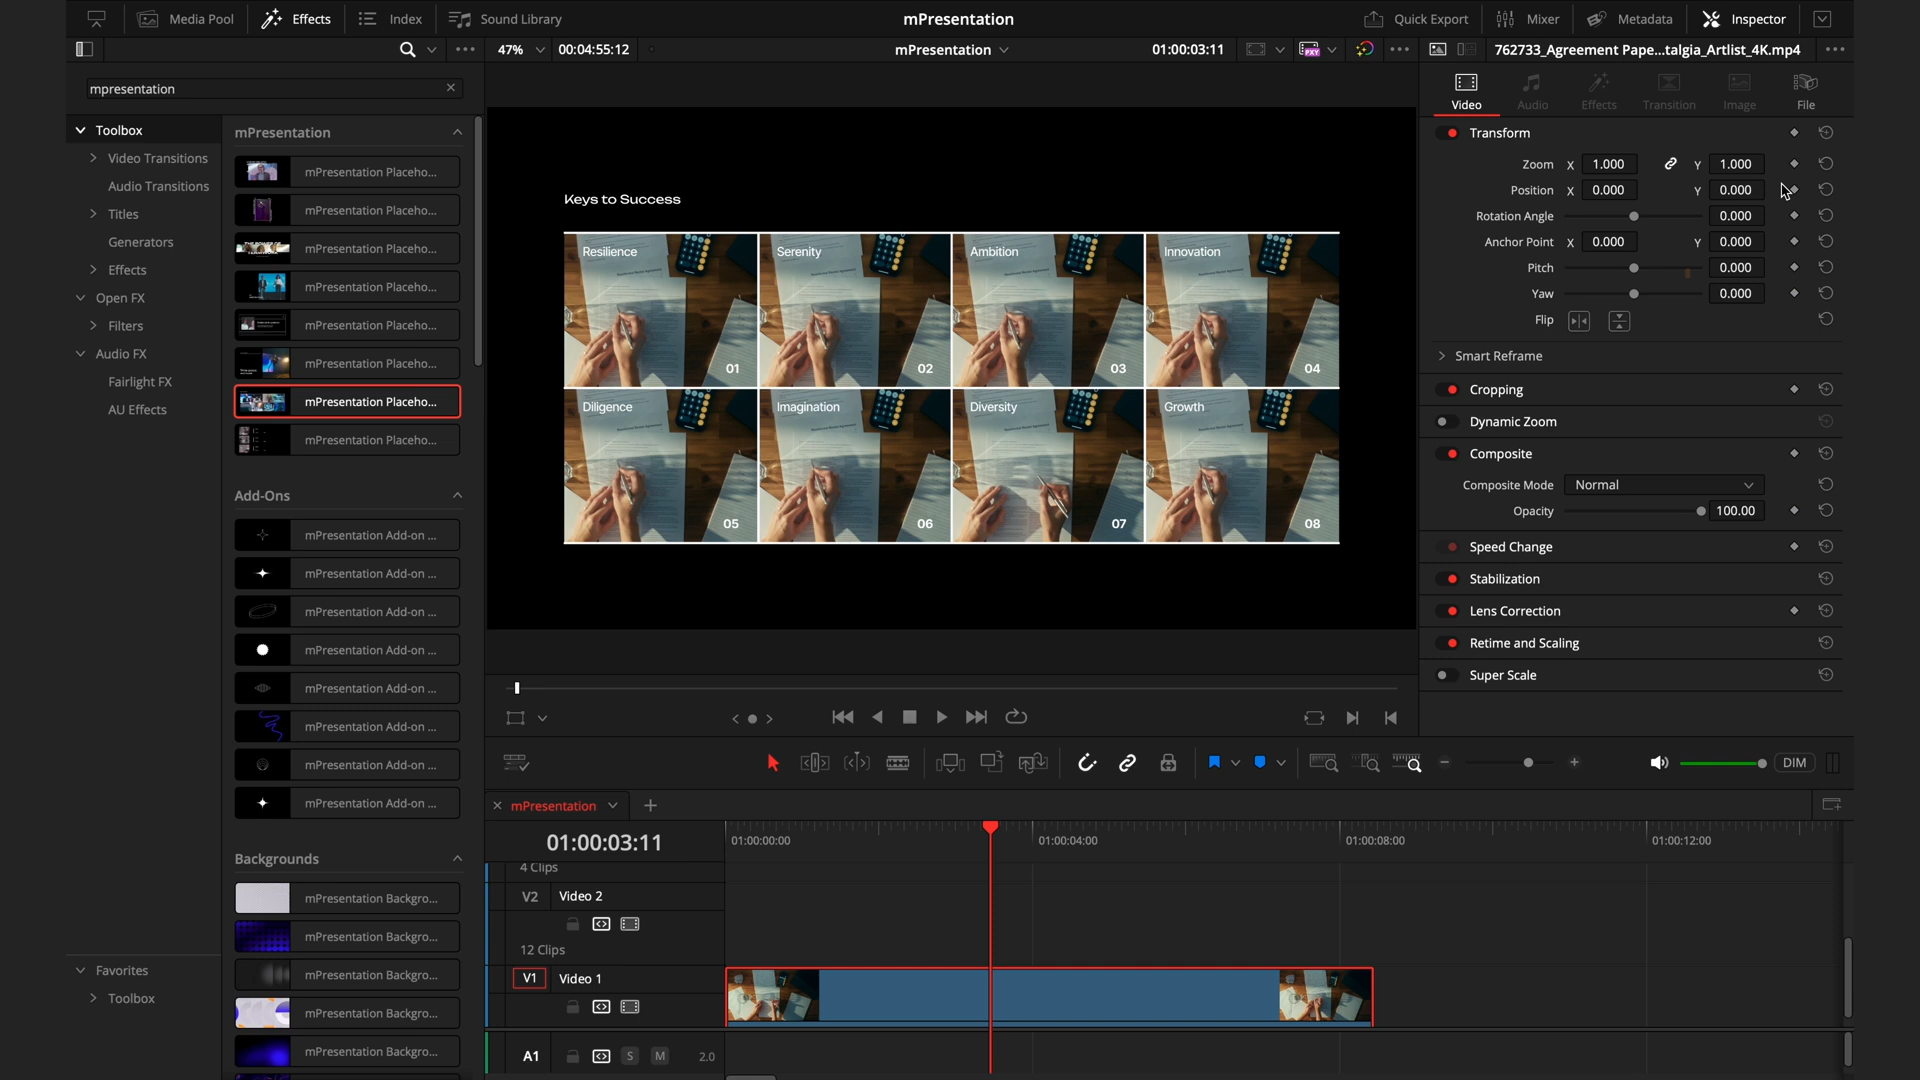 Media Pool
Effects
Index
Sound Library
mPresentation
Quick Export
Mixer
Metadata
Inspector
47%
00:04:55:12
mPresentation
01:00:03:11
PXY
762733_Agreement Pape...talgia_Artlist_4K.mp4
mpresentation
Video
Audio
Effects
Transition
Image
File
Toolbox
Video Transitions
Audio Transitions
Titles
Generators
Effects
Open FX
Filters
Audio FX
Fairlight FX
AU Effects
Favorites
Toolbox
mPresentation
mPresentation Placeho...
mPresentation Placeho...
mPresentation Placeho...
mPresentation Placeho...
mPresentation Placeho...
mPresentation Placeho...
mPresentation Placeho...
mPresentation Placeho...
Add-Ons
mPresentation Add-on ...
mPresentation Add-on ...
mPresentation Add-on ...
mPresentation Add-on ...
mPresentation Add-on ...
mPresentation Add-on ...
mPresentation Add-on ...
mPresentation Add-on ...
Backgrounds
mPresentation Backgro...
mPresentation Backgro...
mPresentation Backgro...
mPresentation Backgro...
mPresentation Backgro...
Keys to Success
Resilience
Serenity
Ambition
Innovation
01
02
03
04
Diligence
Imagination
Diversity
Growth
05
06
07
08
Transform
Zoom X 1.000 Y 1.000
Position X 0.000 Y 0.000
Rotation Angle 0.000
Anchor Point X 0.000 Y 0.000
Pitch 0.000
Yaw 0.000
Flip
Smart Reframe
Cropping
Dynamic Zoom
Composite
Composite Mode Normal
Opacity 100.00
Speed Change
Stabilization
Lens Correction
Retime and Scaling
Super Scale
DIM
mPresentation
01:00:03:11
01:00:00:00
01:00:04:00
01:00:08:00
01:00:12:00
4 Clips
V2 Video 2
12 Clips
V1 Video 1
A1 S M 2.0